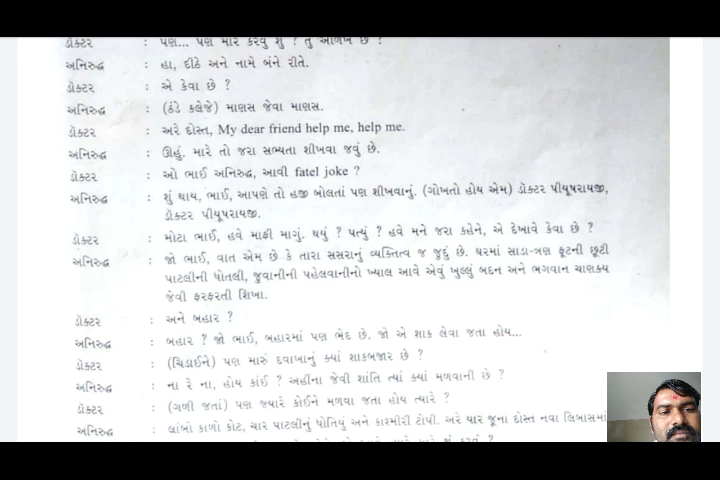 ડૉક્ટર : પણ... પણ મારે કરવું શું ? તું ઓળખે છે ?
અનિરુદ્ધ : હા, દીઠે અને નામે બંને રીતે.
ડૉક્ટર : એ કેવા છે ?
અનિરુદ્ધ : (ઠંડે કલેજે) માણસ જેવા માણસ.
ડૉક્ટર : અરે દોસ્ત, My dear friend help me, help me.
અનિરુદ્ધ : ઊહું. મારે તો જરા સભ્યતા શીખવા જવું છે.
ડૉક્ટર : ઓ ભાઈ અનિરુદ્ધ, આવી fatel joke ?
અનિરુદ્ધ : શું થાય, ભાઈ, આપણે તો હજી બોલતાં પણ શીખવાનું. (ગોખતો હોય એમ) ડૉક્ટર પીયૂષરાયજી,
ડૉક્ટર પીયૂષરાયજી.
ડૉક્ટર : મોટા ભાઈ, હવે માફી માગું. થયું ? પત્યું ? હવે મને જરા કહેને, એ દેખાવે કેવા છે ?
અનિરુદ્ધ : જો ભાઈ, વાત એમ છે કે તારા સસરાનું વ્યક્તિત્વ જ જુદું છે. ઘરમાં સાડા-ત્રણ ફૂટની છૂટી
પાટલીની ધોતલી, જુવાનીની પહેલવાનીનો ખ્યાલ આવે એવું ખુલ્લું બદન અને ભગવાન ચાણક્ય
જેવી ફરફરતી શિખા.
ડૉક્ટર : અને બહાર ?
અનિરુદ્ધ : બહાર ? જો ભાઈ, બહારમાં પણ ભેદ છે. જો એ શાક લેવા જતા હોય...
ડૉક્ટર : (ચિડાઈને) પણ મારું દવાખાનું ક્યાં શાકબજાર છે ?
અનિરુદ્ધ : ના રે ના, હોય કાંઈ ? અહીંના જેવી શાંતિ ત્યાં ક્યાં મળવાની છે ?
ડૉક્ટર : (ગળી જતાં) પણ જ્યારે કોઈને મળવા જતા હોય ત્યારે ?
અનિરુદ્ધ : લાંબો કાળો કોટ, ચાર પાટલીનું ધોતિયું અને કાશ્મીરી ટોપી. અરે યાર જૂના દોસ્ત નવા લિબાસમાં